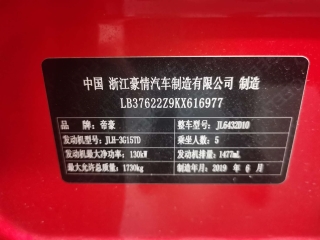 中国 浙江豪情汽车制造有限公司 制造
LB37622Z9KX616977
品牌：帝豪 整车型号：JL6432D10
发动机型号：JLH-3G15TD 乘坐人数：5
发动机最大净功率：130kW 发动机排量：1477mL
最大允许总质量：1730kg 制造年月：2019 年 6 月